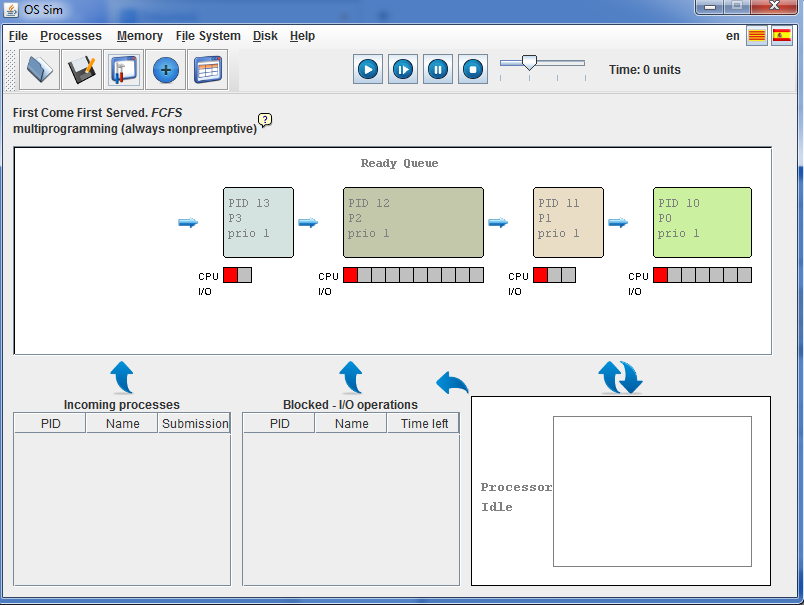 OS Sim
File Processes Memory File System Disk Help en
Time: 0 units
First Come First Served. FCFS
multiprogramming (always nonpreemptive) ?
Ready Queue
PID 13
P3
prio 1
CPU
I/O
PID 12
P2
prio 1
CPU
I/O
PID 11
P1
prio 1
CPU
I/O
PID 10
P0
prio 1
CPU
I/O
Incoming processes
PID Name Submission
Blocked - I/O operations
PID Name Time left
Processor
Idle